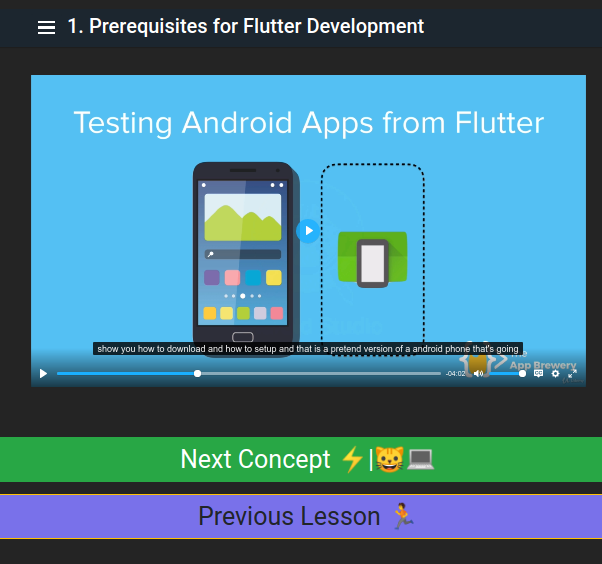 1. Prerequisites for Flutter Development
Testing Android Apps from Flutter
show you how to download and how to setup and that is a pretend version of a android phone that's going
The
App Brewery
-04:02
Next Concept ⚡|😺💻
Previous Lesson 🏃